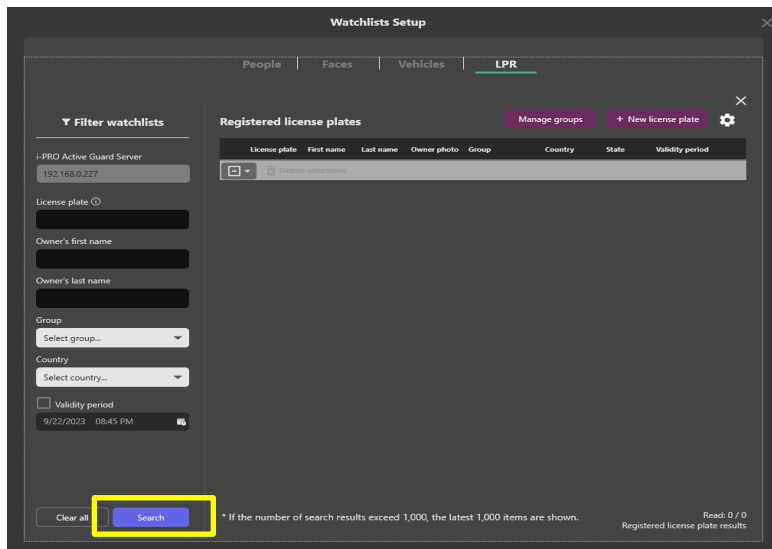 Watchlists Setup
People Faces Vehicles LPR
Filter watchlists
i-PRO Active Guard Server
192.168.0.227
License plate
Owner's first name
Owner's last name
Group
Select group...
Country
Select country...
Validity period
9/22/2023 08:45 PM
Clear all Search
Registered license plates
Manage groups + New license plate
License plate First name Last name Owner photo Group Country State Validity period
Delete selections
* If the number of search results exceed 1,000, the latest 1,000 items are shown.
Read: 0 / 0
Registered license plate results